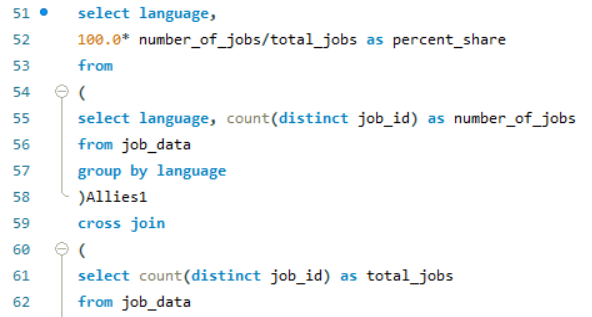 51 select language,
52 100.0* number_of_jobs/total_jobs as percent_share
53 from
54 (
55 select language, count(distinct job_id) as number_of_jobs
56 from job_data
57 group by language
58 )Allies1
59 cross join
60 (
61 select count(distinct job_id) as total_jobs
62 from job_data